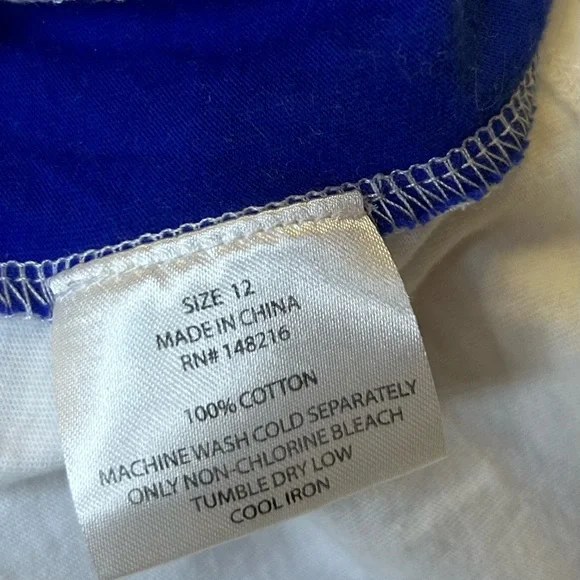 SIZE 12
MADE IN CHINA
RN# 148216
100% COTTON
MACHINE WASH COLD SEPARATELY
ONLY NON-CHLORINE BLEACH
TUMBLE DRY LOW
COOL IRON